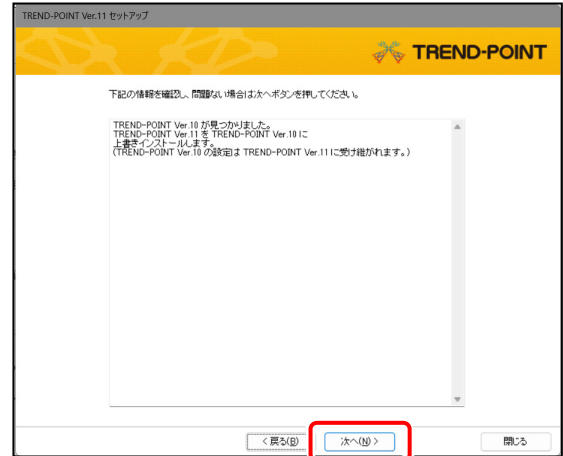 TREND-POINT Ver.11 セットアップ
TREND-POINT
下記の情報を確認し、問題ない場合は次へボタンを押してください。
TREND-POINT Ver.10 が見つかりました。
TREND-POINT Ver.11 を TREND-POINT Ver.10 に
上書きインストールします。
(TREND-POINT Ver.10 の設定は TREND-POINT Ver.11 に受け継がれます。)
< 戻る(B)
次へ(N) >
閉じる